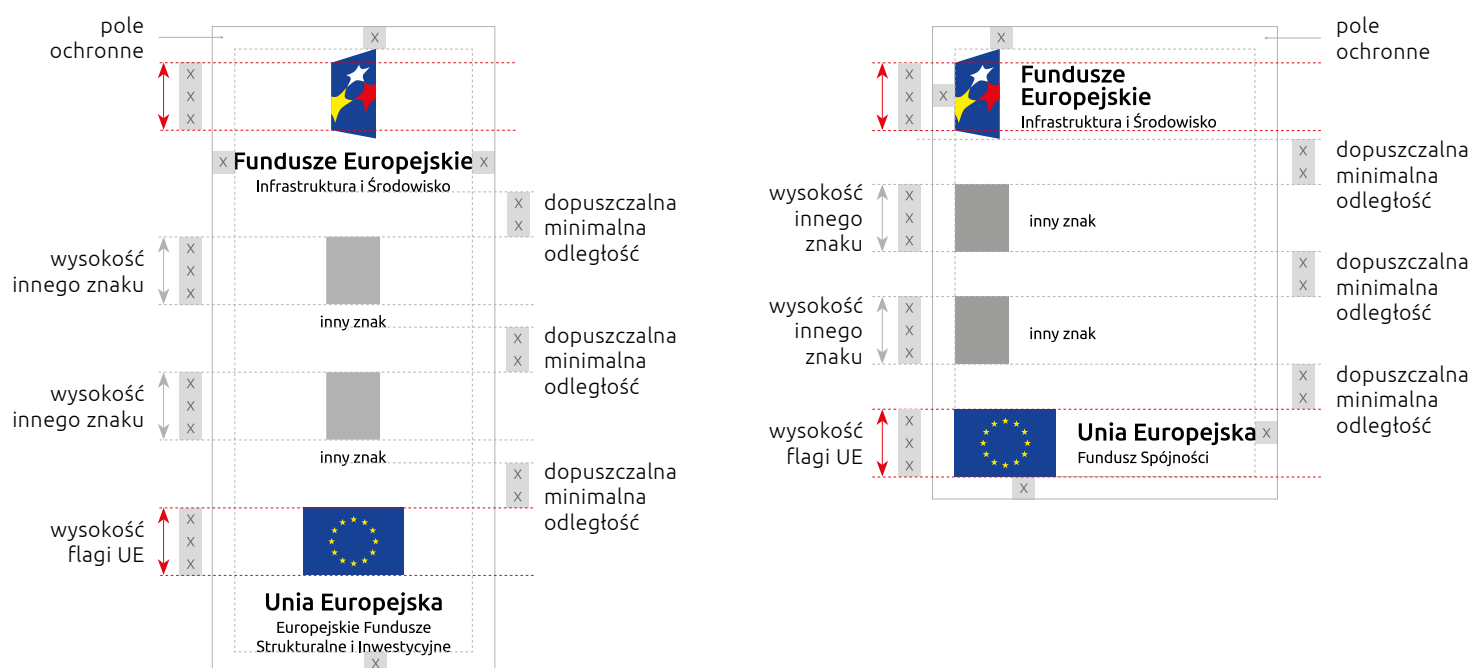 pole
ochronne
X
X
X
X
Fundusze Europejskie
X
X
Infrastruktura i Środowisko
X
X
dopuszczalna
minimalna
odległość
wysokość
innego znaku
X
X
X
inny znak
X
X
dopuszczalna
minimalna
odległość
wysokość
innego znaku
X
X
X
inny znak
X
X
dopuszczalna
minimalna
odległość
wysokość
flagi UE
X
X
X
Unia Europejska
Europejskie Fundusze
Strukturalne i Inwestycyjne
X
pole
ochronne
X
X
X
X
X
Fundusze
Europejskie
Infrastruktura i Środowisko
X
X
dopuszczalna
minimalna
odległość
wysokość
innego
znaku
X
X
X
inny znak
X
X
dopuszczalna
minimalna
odległość
wysokość
innego
znaku
X
X
X
inny znak
X
X
dopuszczalna
minimalna
odległość
wysokość
flagi UE
X
X
X
Unia Europejska
X
Fundusz Spójności
X